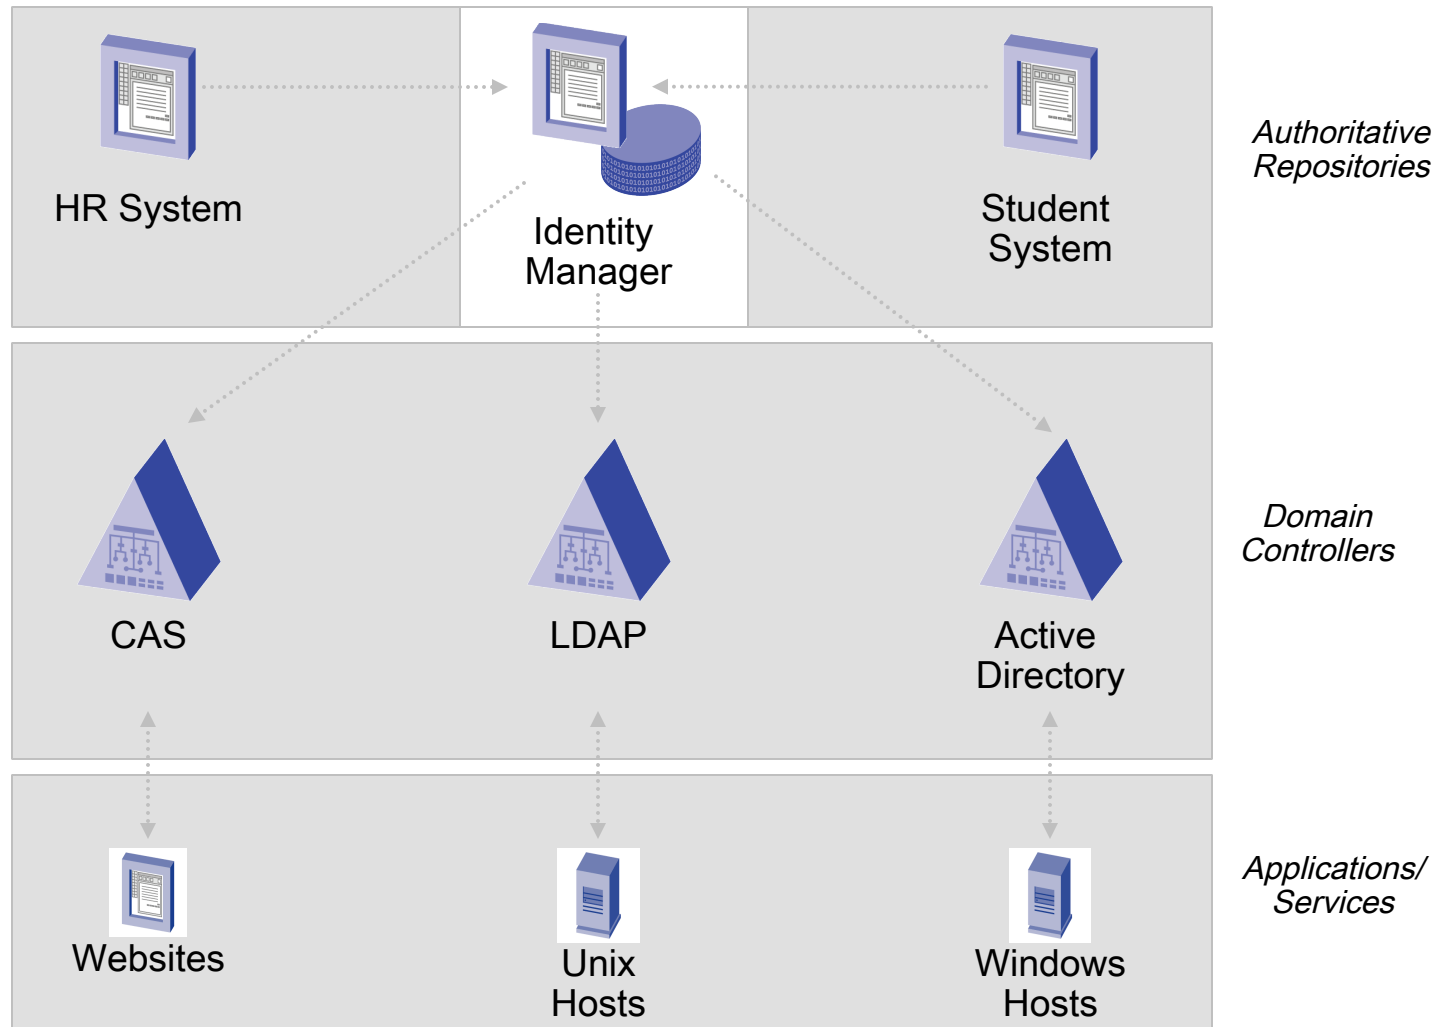 HR System
Identity
Manager
Student
System
Authoritative
Repositories
CAS
LDAP
Active
Directory
Domain
Controllers
Websites
Unix
Hosts
Windows
Hosts
Applications/
Services